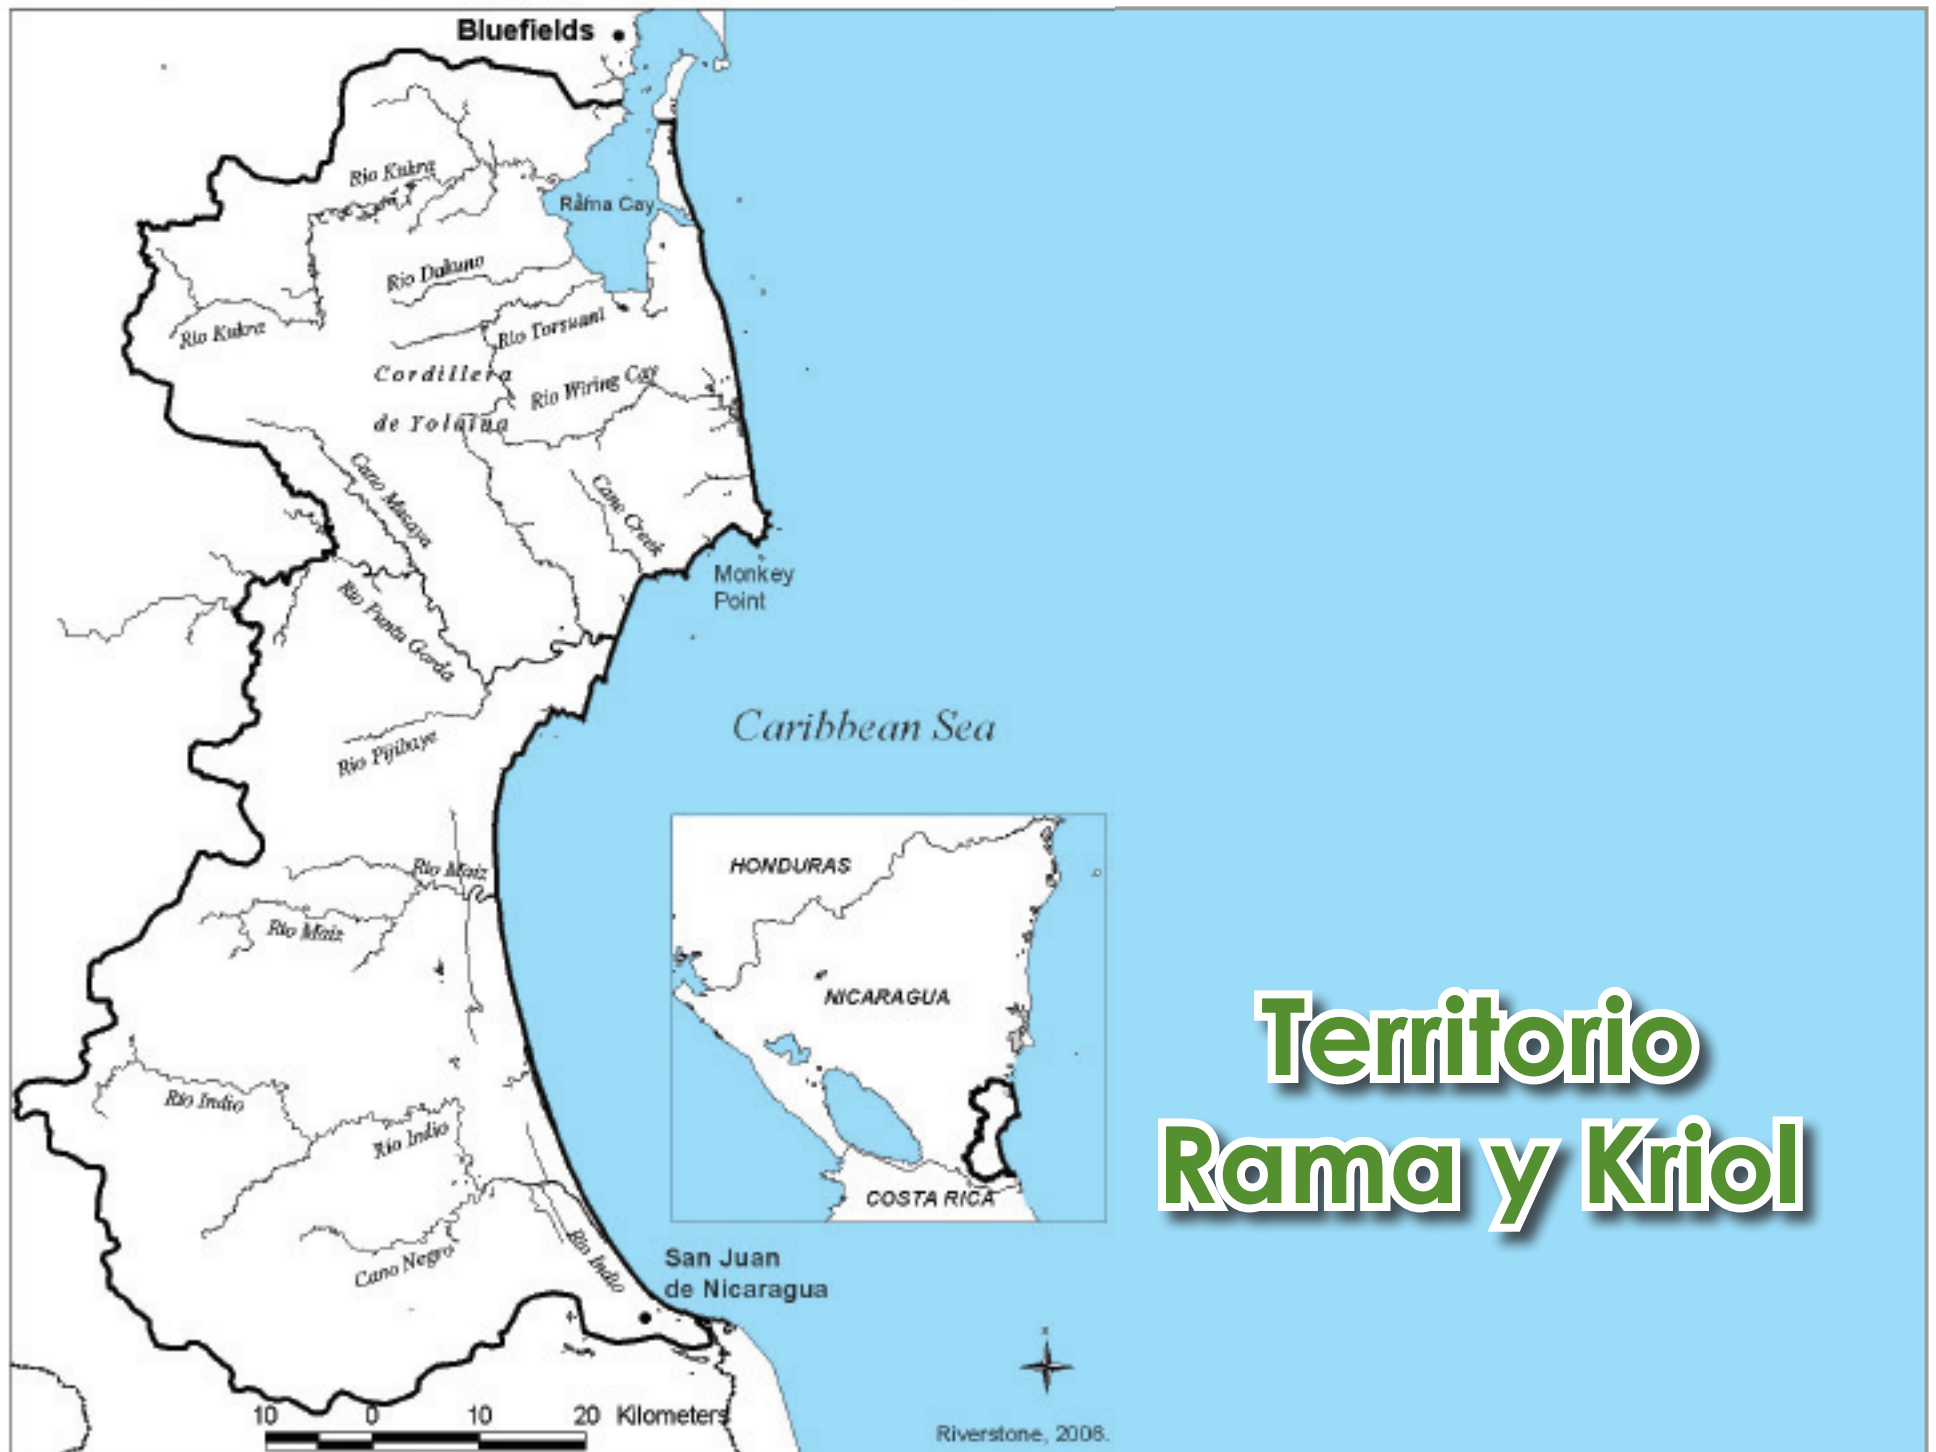 Bluefields
Rio Kukra
Rama Cay
Rio Dakuno
Rio Kukra
Rio Torsuani
Cordillera
de Yolaina
Rio Wiring Cay
Cano Masaya
Cane Creek
Monkey
Point
Rio Punta Gorda
Rio Pijibaye
Caribbean Sea
Rio Maiz
Rio Maiz
HONDURAS
NICARAGUA
COSTA RICA
Territorio
Rama y Kriol
Rio Indio
Rio Indio
Cano Negro
Rio Indio
San Juan
de Nicaragua
10 0 10 20 Kilometers
Riverstone, 2006.